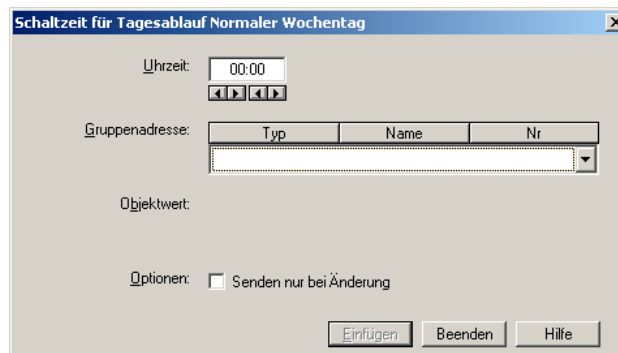 Schaltzeit für Tagesablauf Normaler Wochentag
Uhrzeit: 00:00
Gruppenadresse: Typ Name Nr
Objektwert:
Optionen: Senden nur bei Änderung
Einfügen Beenden Hilfe